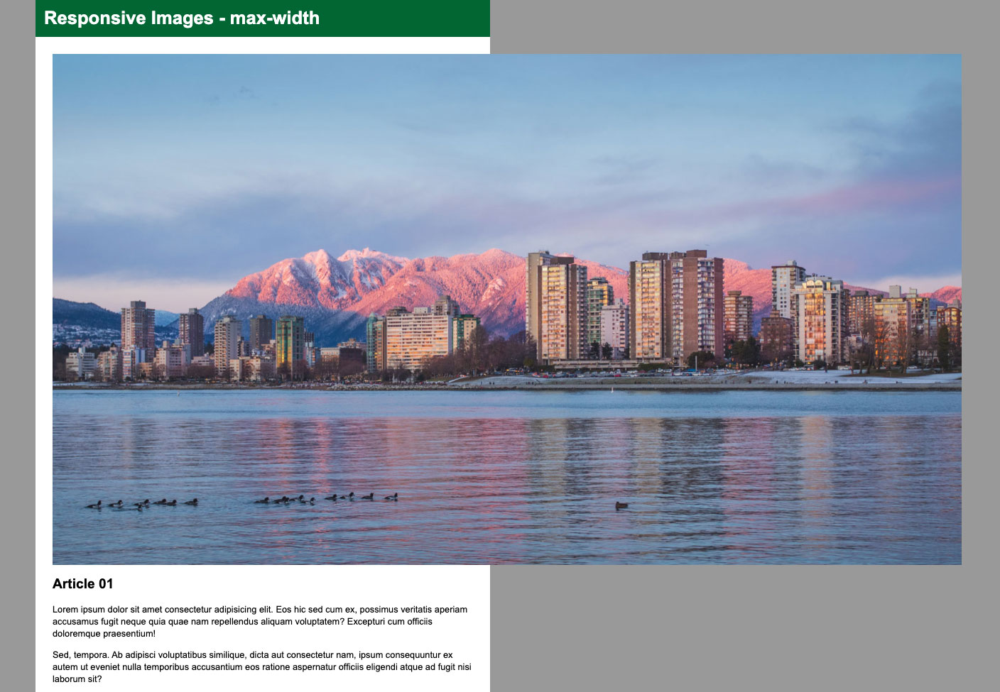 Responsive Images - max-width
Article 01
Lorem ipsum dolor sit amet consectetur adipisicing elit. Eos hic sed cum ex, possimus veritatis aperiam
accusamus fugit neque quia quae nam repellendus aliquam voluptatem? Excepturi cum officiis
doloremque praesentium!
Sed, tempora. Ab adipisci voluptatibus similique, dicta aut consectetur nam, ipsum consequuntur ex
autem ut eveniet nulla temporibus accusantium eos ratione aspernatur officiis eligendi atque ad fugit nisi
laborum sit?